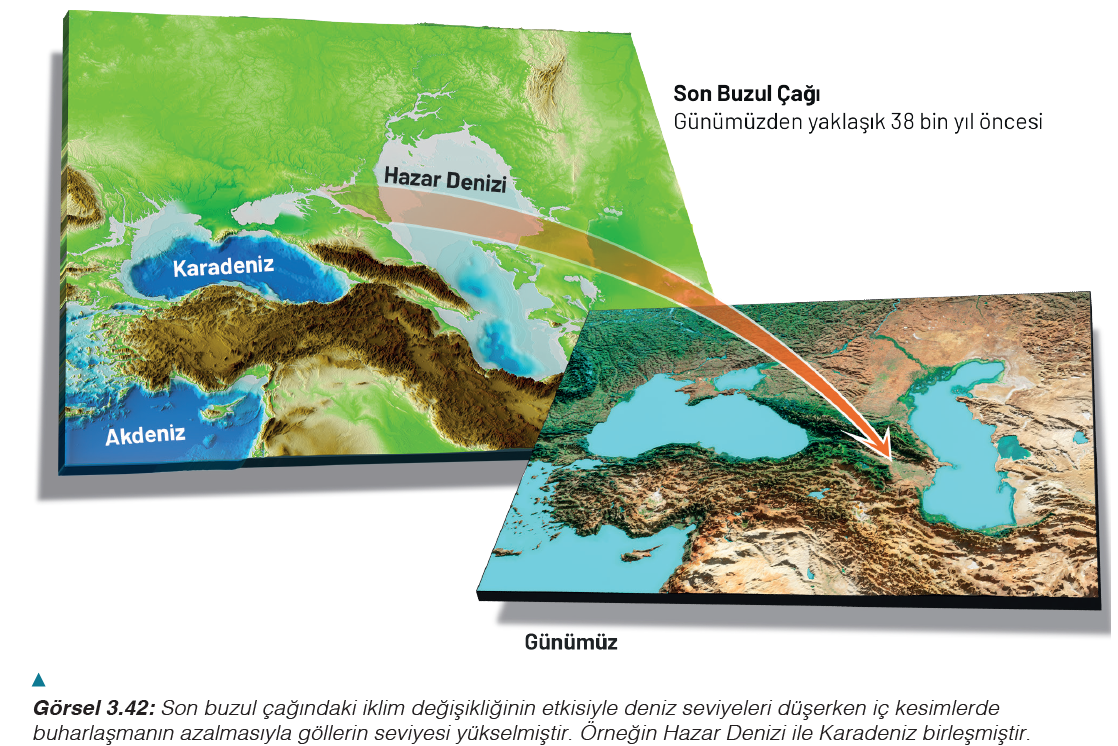 Son Buzul Çağı
Günümüzden yaklaşık 38 bin yıl öncesi
Hazar Denizi
Karadeniz
Akdeniz
Günümüz
Görsel 3.42: Son buzul çağındaki iklim değişikliğinin etkisiyle deniz seviyeleri düşerken iç kesimlerde
buharlaşmanın azalmasıyla göllerin seviyesi yükselmiştir. Örneğin Hazar Denizi ile Karadeniz birleşmiştir.